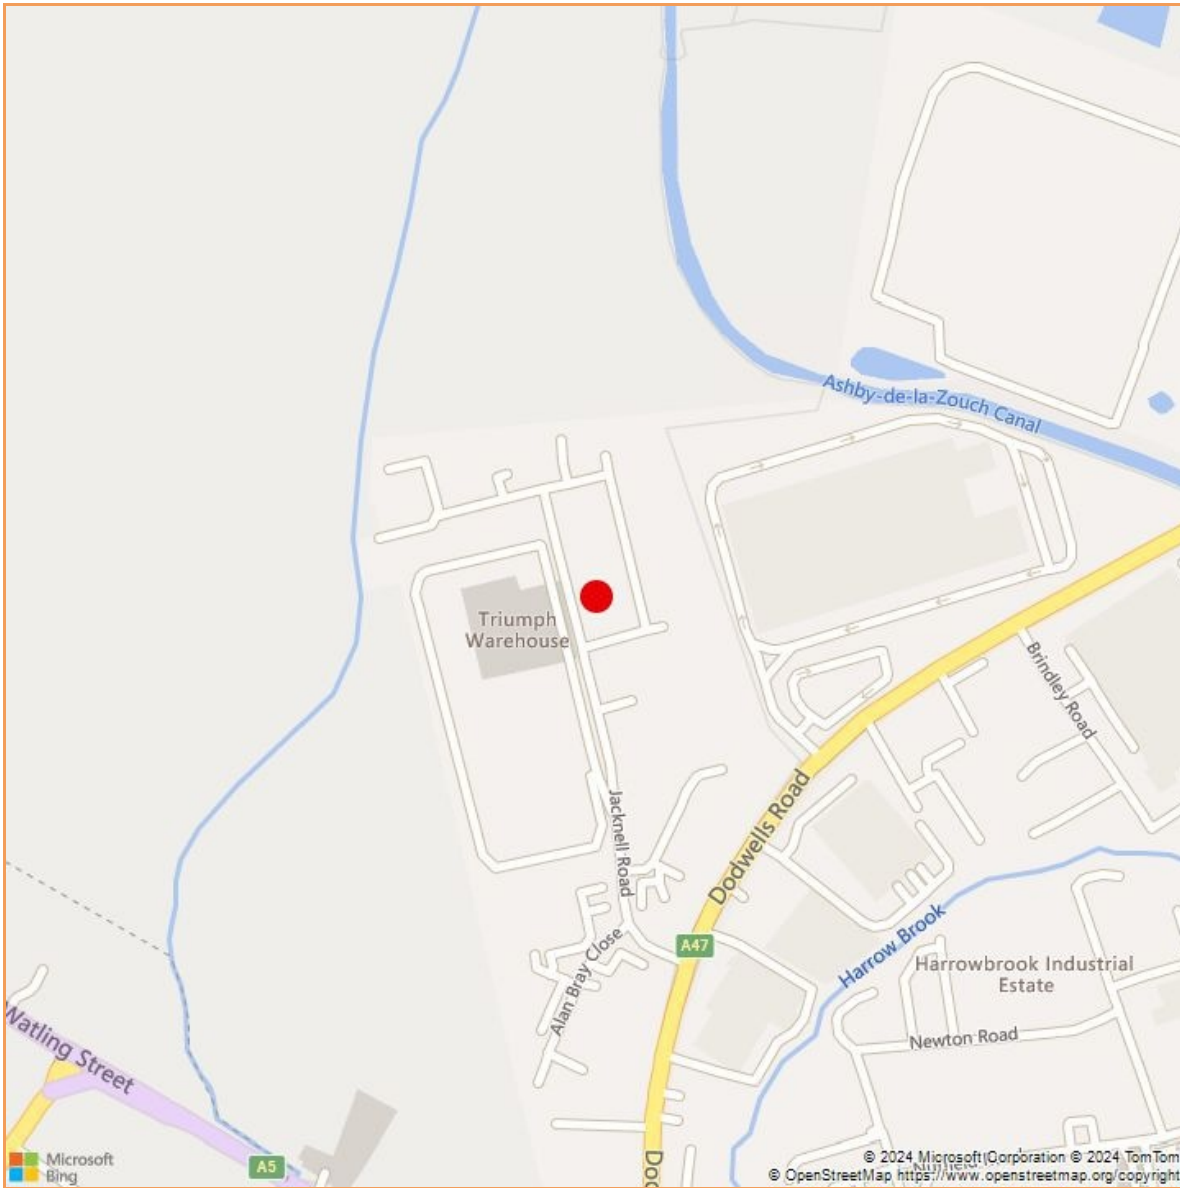 Ashby-de-la-Zouch Canal
Triumph
Warehouse
Brindley Road
Jacknell Road
Dodwells Road
A47
Alan Bray Close
Harrow Brook
Harrowbrook Industrial
Estate
Newton Road
Watling Street
A5
Microsoft
Bing
© 2024 Microsoft Corporation © 2024 TomTom
© OpenStreetMap https://www.openstreetmap.org/copyright